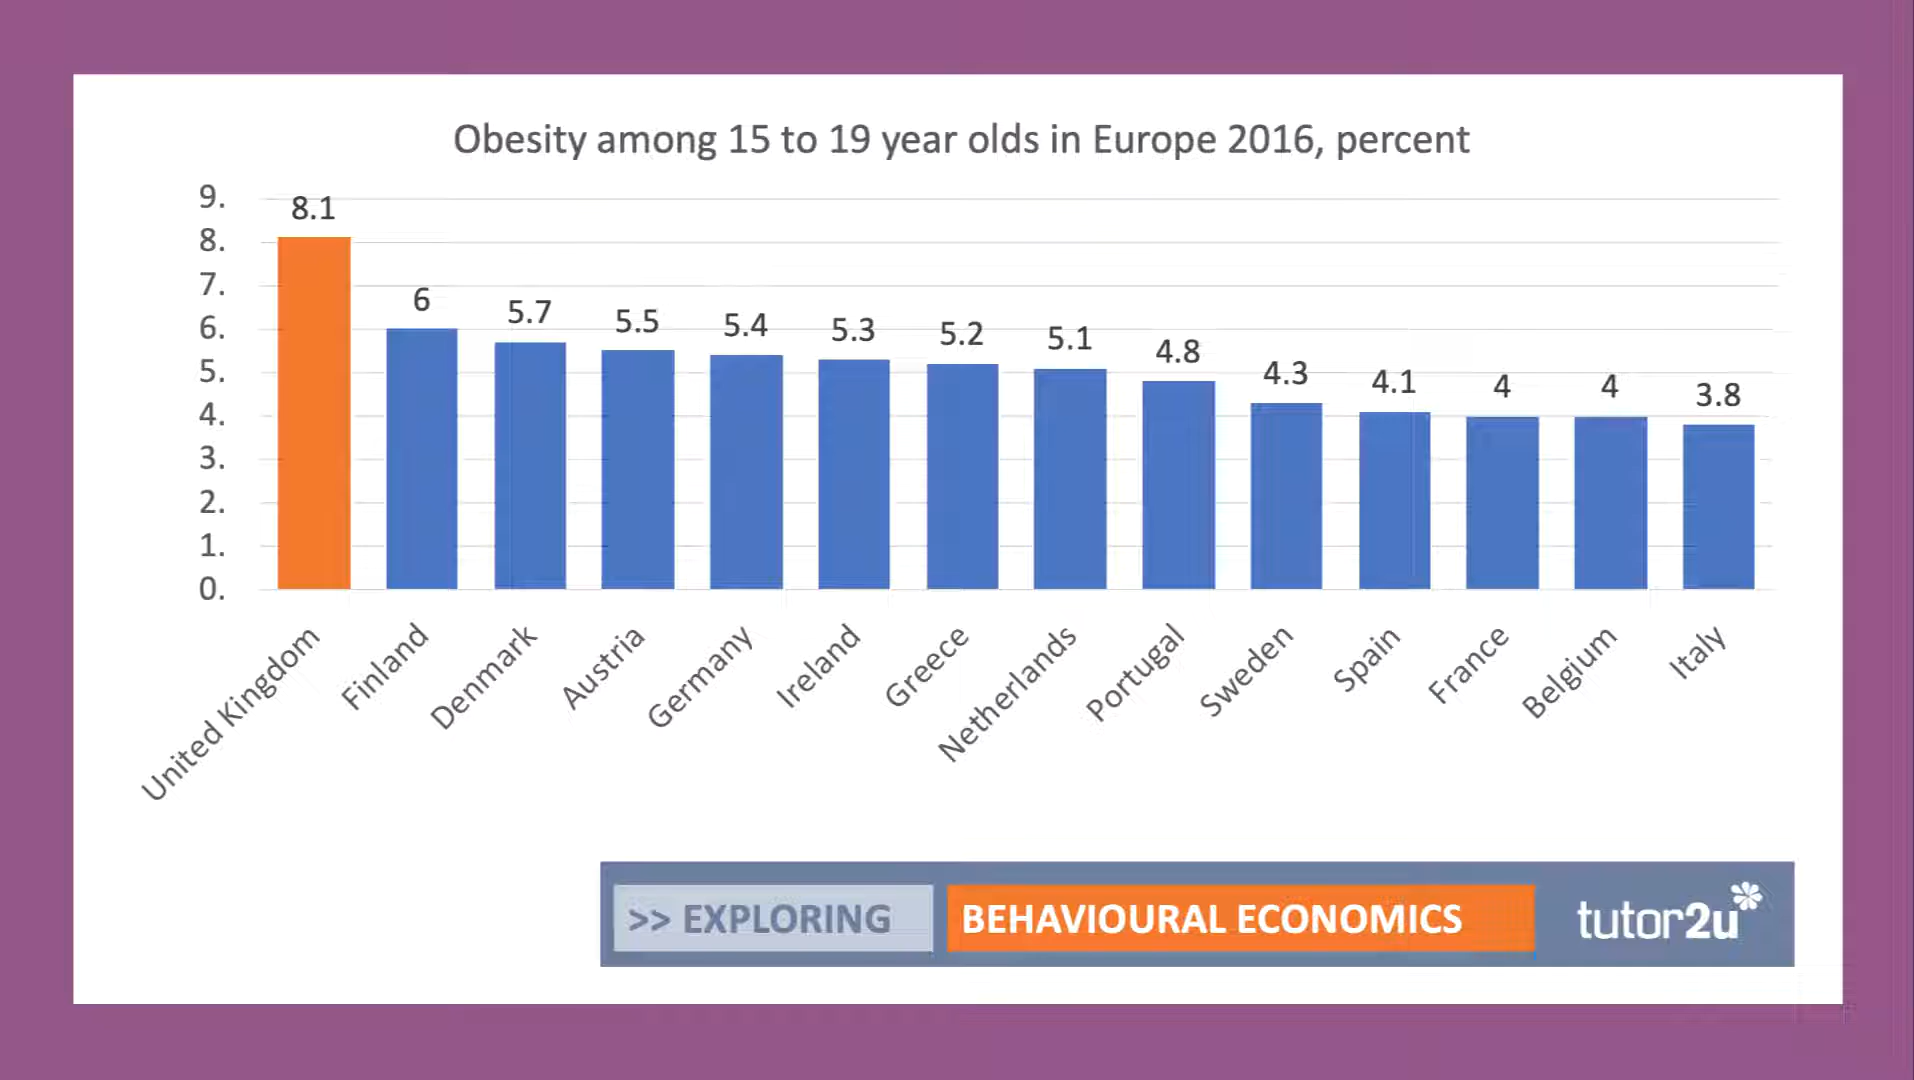 Obesity among 15 to 19 year olds in Europe 2016, percent
9.
8.
7.
6.
5.
4.
3.
2.
1.
0.
8.1
6
5.7
5.5
5.4
5.3
5.2
5.1
4.8
4.3
4.1
4
4
3.8
United Kingdom
Finland
Denmark
Austria
Germany
Ireland
Greece
Netherlands
Portugal
Sweden
Spain
France
Belgium
Italy
>> EXPLORING BEHAVIOURAL ECONOMICS tutor2u